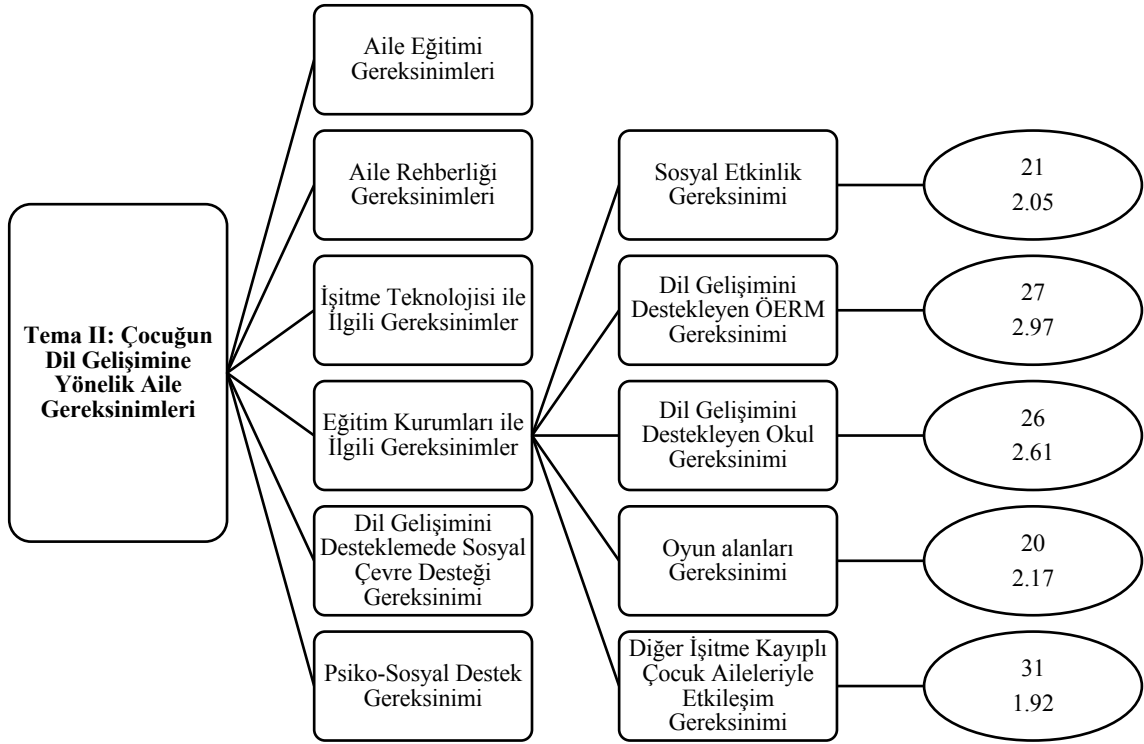 Tema II: Çocuğun
Dil Gelişimine
Yönelik Aile
Gereksinimleri
Aile Eğitimi
Gereksinimleri
Aile Rehberliği
Gereksinimleri
İşitme Teknolojisi ile
İlgili Gereksinimler
Eğitim Kurumları ile
İlgili Gereksinimler
Dil Gelişimini
Desteklemede Sosyal
Çevre Desteği
Gereksinimi
Psiko-Sosyal Destek
Gereksinimi
Sosyal Etkinlik
Gereksinimi
21
2.05
Dil Gelişimini
Destekleyen ÖERM
Gereksinimi
27
2.97
Dil Gelişimini
Destekleyen Okul
Gereksinimi
26
2.61
Oyun alanları
Gereksinimi
20
2.17
Diğer İşitme Kayıplı
Çocuk Aileleriyle
Etkileşim
Gereksinimi
31
1.92